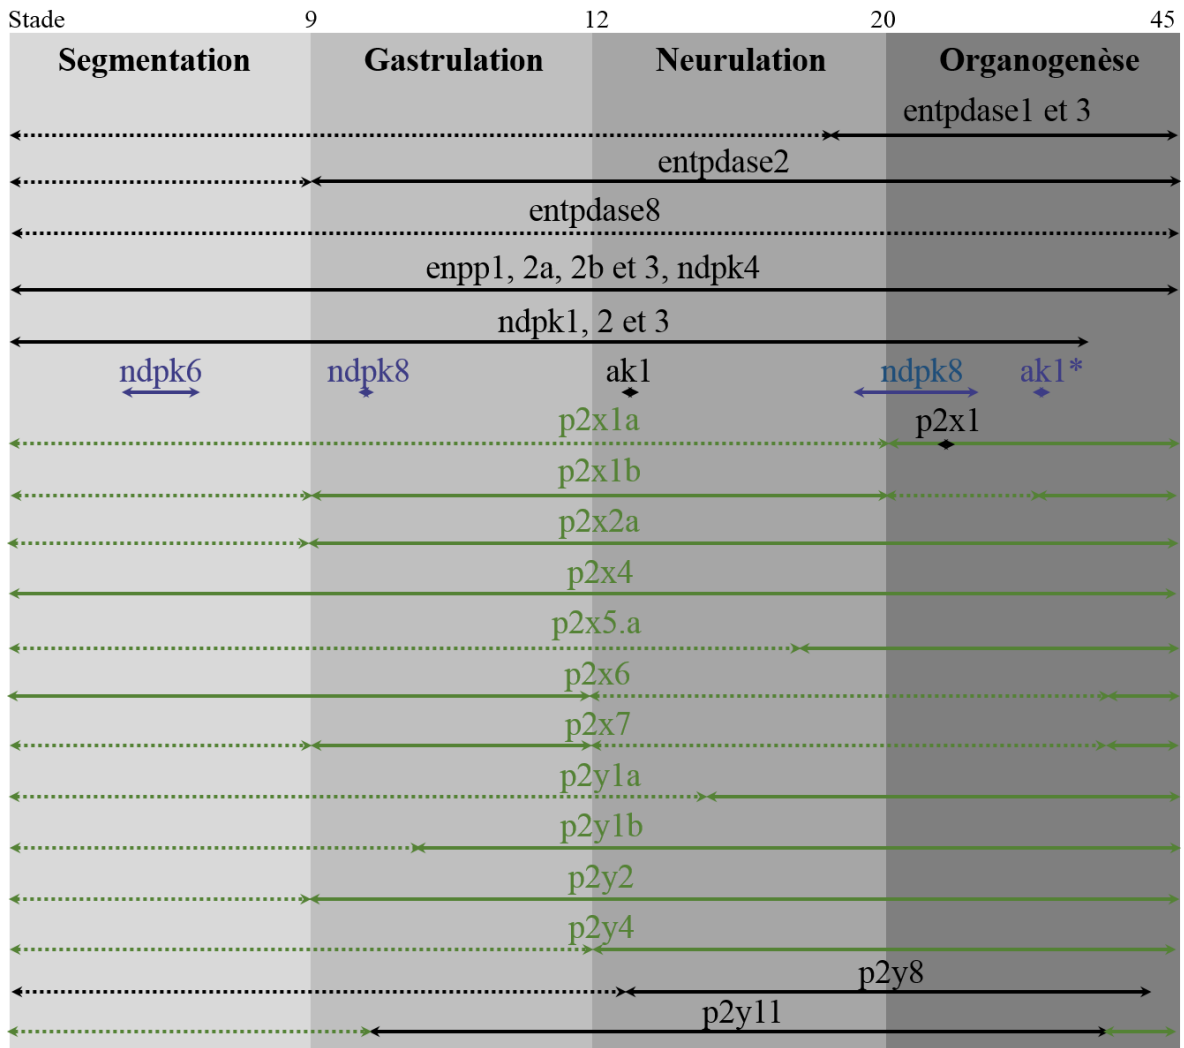 Stade 9 12 20 45
Segmentation Gastrulation Neurulation Organogenèse
entpdase1 et 3
entpdase2
entpdase8
enpp1, 2a, 2b et 3, ndpk4
ndpk1, 2 et 3
ndpk6 ndpk8 ak1 ndpk8 ak1*
p2x1a p2x1
p2x1b
p2x2a
p2x4
p2x5.a
p2x6
p2x7
p2y1a
p2y1b
p2y2
p2y4
p2y8
p2y11